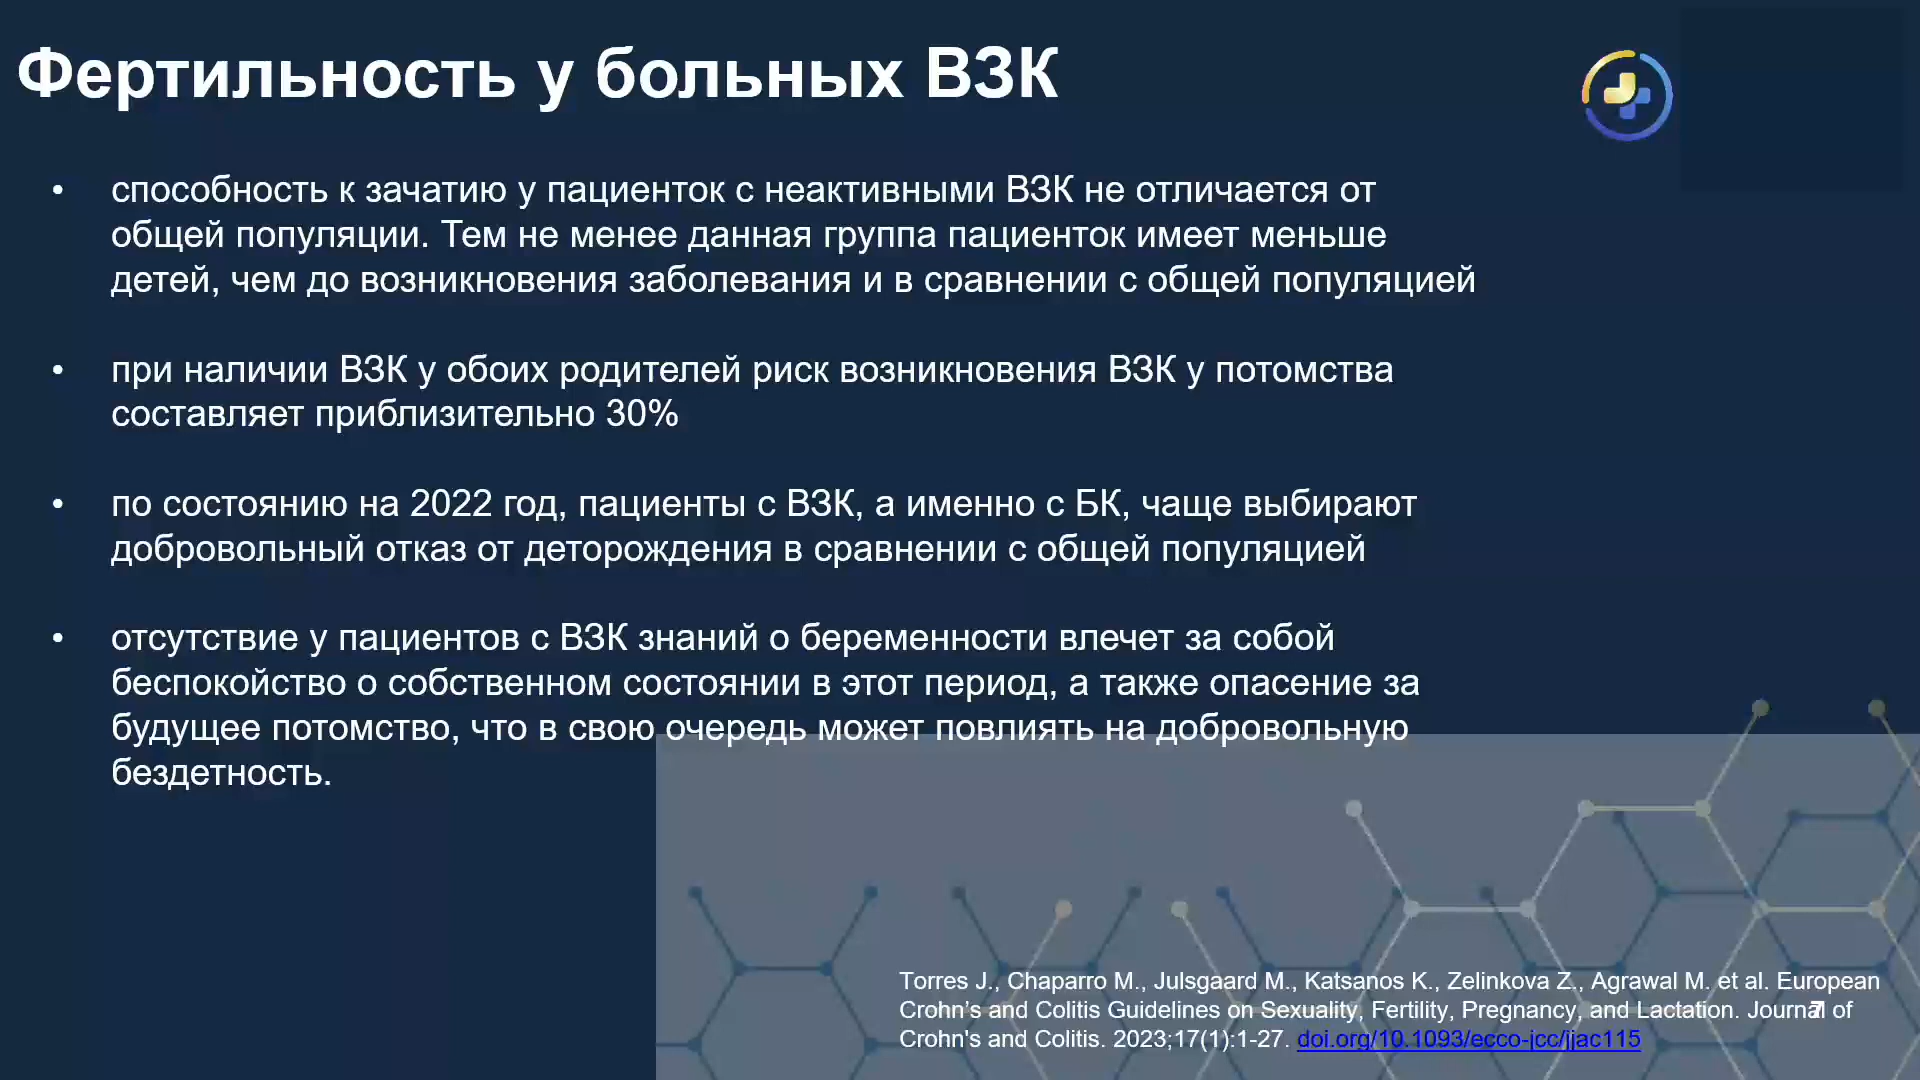 Фертильность у больных ВЗК
• способность к зачатию у пациенток с неактивными ВЗК не отличается от
общей популяции. Тем не менее данная группа пациенток имеет меньше
детей, чем до возникновения заболевания и в сравнении с общей популяцией
• при наличии ВЗК у обоих родителей риск возникновения ВЗК у потомства
составляет приблизительно 30%
• по состоянию на 2022 год, пациенты с ВЗК, а именно с БК, чаще выбирают
добровольный отказ от деторождения в сравнении с общей популяцией
• отсутствие у пациентов с ВЗК знаний о беременности влечет за собой
беспокойство о собственном состоянии в этот период, а также опасение за
будущее потомство, что в свою очередь может повлиять на добровольную
бездетность.
Torres J., Chaparro M., Julsgaard M., Katsanos K., Zelinkova Z., Agrawal M. et al. European
Crohn’s and Colitis Guidelines on Sexuality, Fertility, Pregnancy, and Lactation. Journal of
Crohn's and Colitis. 2023;17(1):1-27. doi.org/10.1093/ecco-jcc/jjac115
7